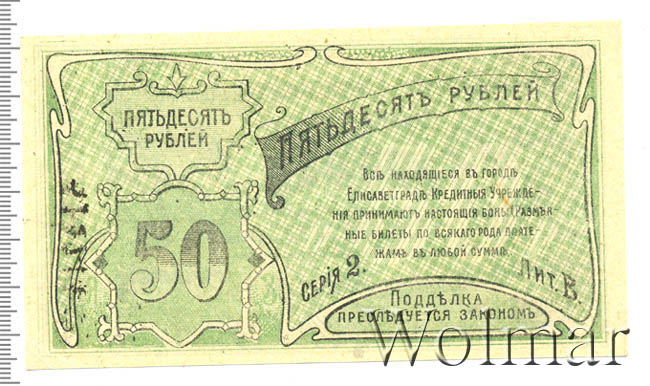 ПЯТЬДЕСЯТЪ
РУБЛЕЙ
ПЯТЬДЕСЯТЪ РУБЛЕЙ
50
Всѣ находящіеся въ городѣ
Елисаветградѣ Кредитныя Учрежде-
нія принимаютъ настоящія боны (размѣн-
ные билеты по всякаго рода плате-
жамъ въ любой суммѣ.
Серія 2.
Лит. В.
Поддѣлка
преслѣдуется закономъ
Wolmar